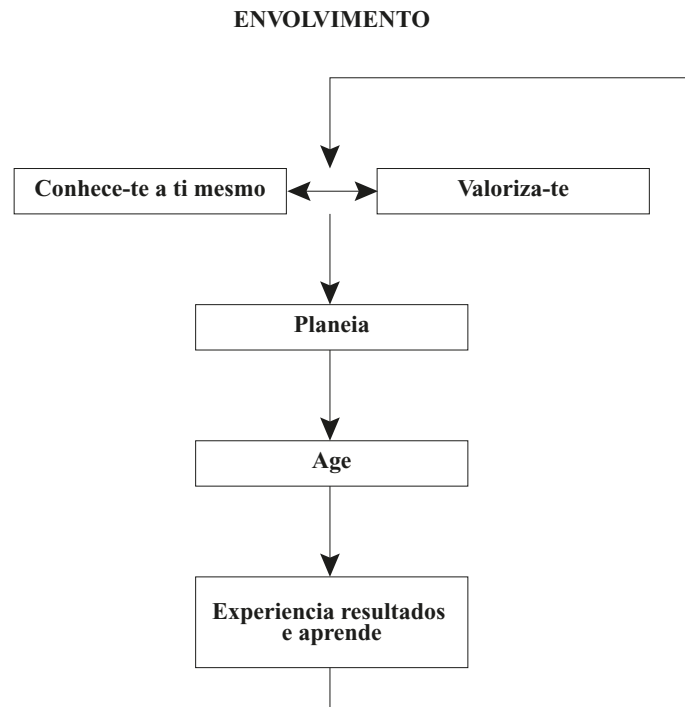 ENVOLVIMENTO
Conhece-te a ti mesmo
Valoriza-te
Planeia
Age
Experiencia resultados
e aprende